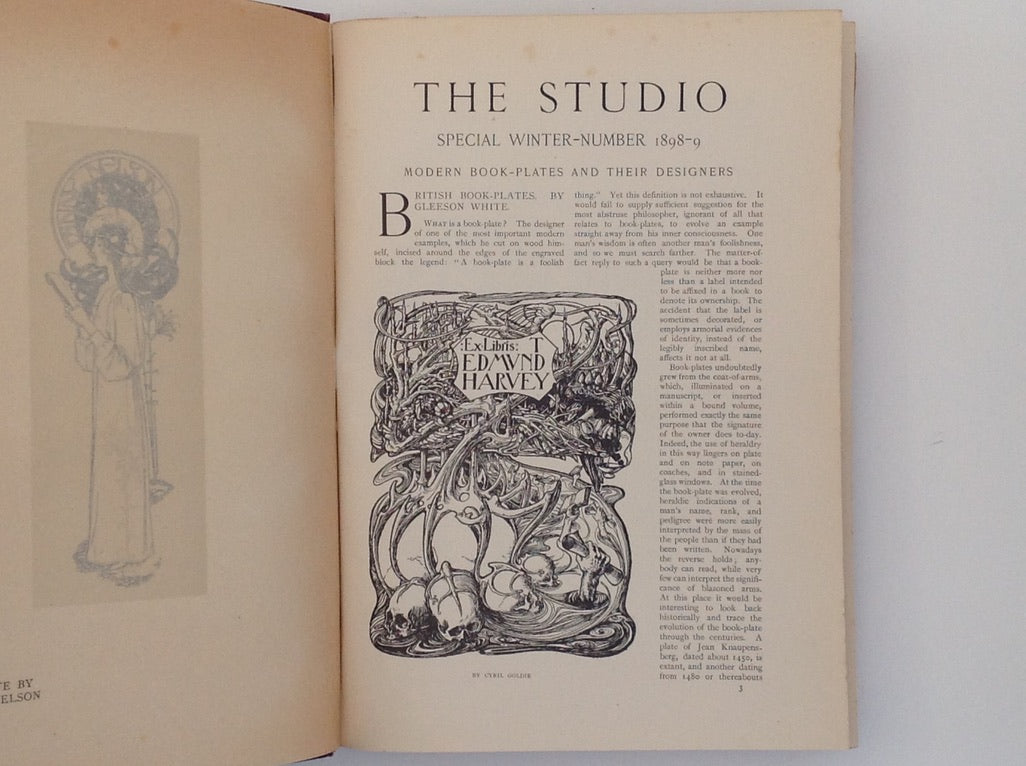 TE BY
ELSON
THE STUDIO
SPECIAL WINTER-NUMBER 1898-9
MODERN BOOK-PLATES AND THEIR DESIGNERS
BRITISH BOOK-PLATES. BY
GLEESON WHITE.
WHAT is a book-plate? The designer
of one of the most important modern
examples, which he cut on wood him-
self, incised around the edges of the engraved
block the legend: "A book-plate is a foolish
thing." Yet this definition is not exhaustive. It
would fail to supply sufficient suggestion for the
most abstruse philosopher, ignorant of all that
relates to book-plates, to evolve an example
straight away from his inner consciousness. One
man's wisdom is often another man's foolishness,
and so we must search farther. The matter-of-
fact reply to such a query would be that a book-
plate is neither more nor
less than a label intended
to be affixed in a book to
denote its ownership. The
accident that the label is
sometimes decorated, or
employs armorial evidences
of identity, instead of the
legibly inscribed name,
affects it not at all.
Book-plates undoubtedly
grew from the coat-of-arms,
which, illuminated on a
manuscript, or inserted
within a bound volume,
performed exactly the same
purpose that the signature
of the owner does to-day.
Indeed, the use of heraldry
in this way lingers on plate
and on note paper, on
coaches, and in stained-
glass windows. At the time
the book-plate was evolved,
heraldic indications of a
man's name, rank, and
pedigree were more easily
interpreted by the mass of
the people than if they had
been written. Nowadays
the reverse holds; any-
body can read, while very
few can interpret the signifi-
cance of blazoned arms.
At this place it would be
interesting to look back
historically and trace the
evolution of the book-plate
through the centuries. A
plate of Jean Knaupens-
berg, dated about 1450, is
extant, and another dating
from 1480 or thereabouts
:Ex Libris: T
EDMVND
HARVEY
BY CYRIL GOLDIE
3